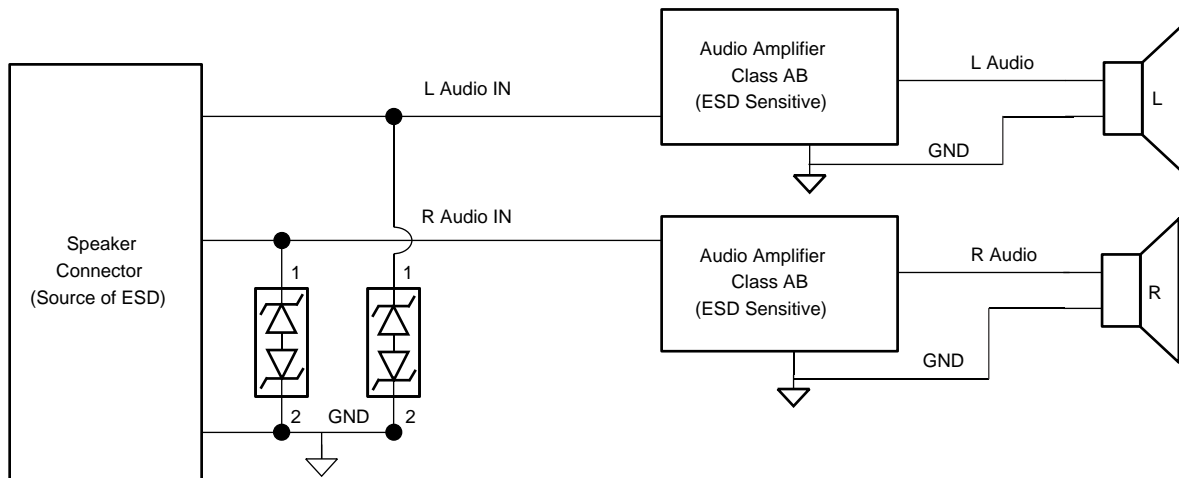 Audio Amplifier
Class AB
(ESD Sensitive)
L Audio IN
L Audio
L
GND
R Audio IN
Speaker
Connector
(Source of ESD)
1
1
Audio Amplifier
Class AB
(ESD Sensitive)
R Audio
R
GND
2
GND
2